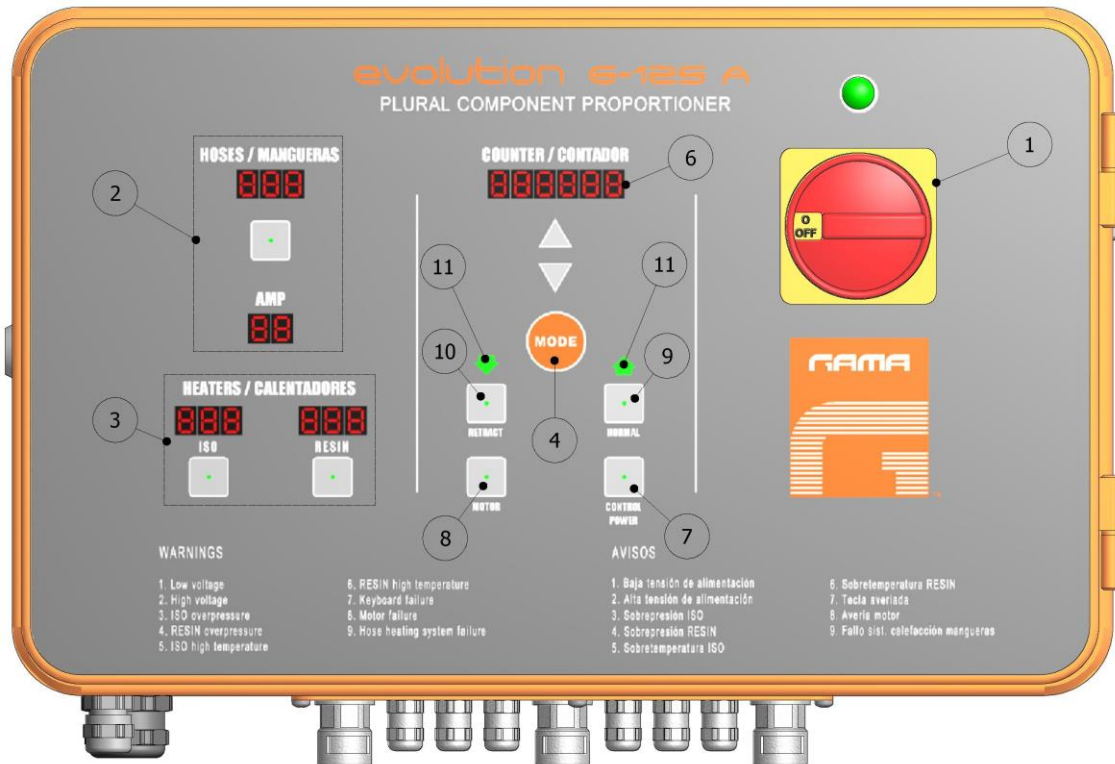 evolution G-125 A
PLURAL COMPONENT PROPORTIONER
HOSES / MANGUERAS
888
AMP
88
2
HEATERS / CALENTADORES
888
888
ISO
RESIN
3
COUNTER / CONTADOR
888888
6
MODE
11
11
10
9
4
RETRACT
NORMAL
MOTOR
CONTROL
POWER
8
7
1
O
OFF
GAMA
WARNINGS
1. Low voltage
2. High voltage
3. ISO overpressure
4. RESIN overpressure
5. ISO high temperature
6. RESIN high temperature
7. Keyboard failure
8. Motor failure
9. Hose heating system failure
AVISOS
1. Baja tensión de alimentación
2. Alta tensión de alimentación
3. Sobrepresión ISO
4. Sobrepresión RESIN
5. Sobretemperatura ISO
6. Sobretemperatura RESIN
7. Tecla averiada
8. Avería motor
9. Fallo sist. calefacción mangueras